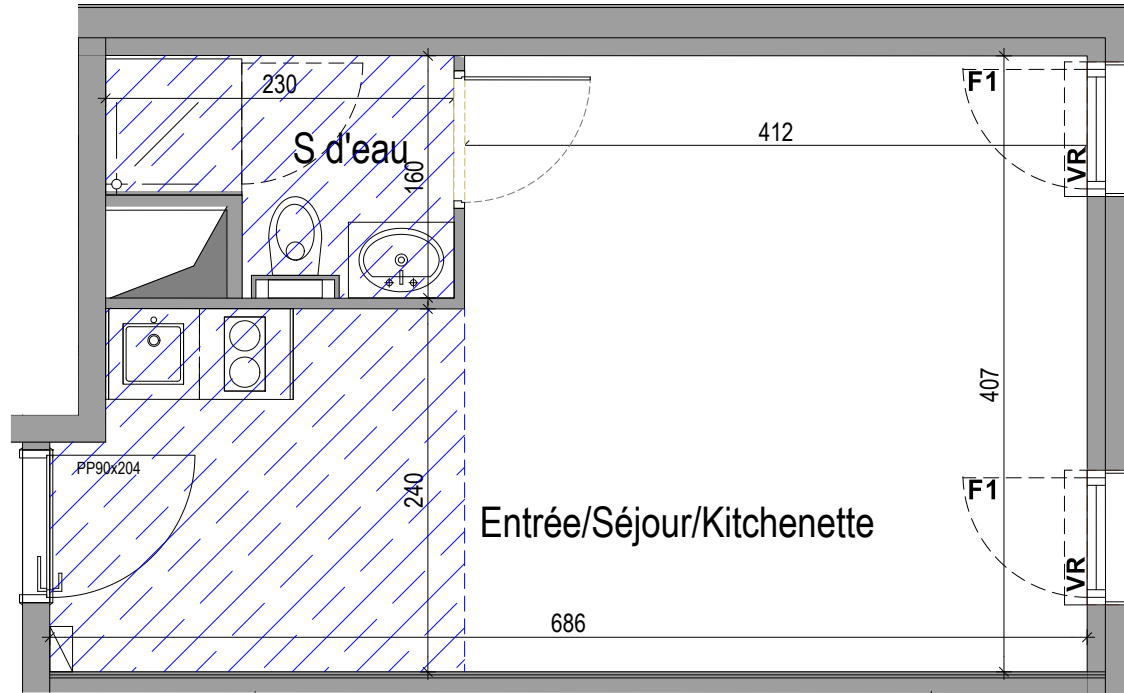 230
F1
412
S d'eau
VR
160
407
PP90x204
240
F1
Entrée/Séjour/Kitchenette
VR
686